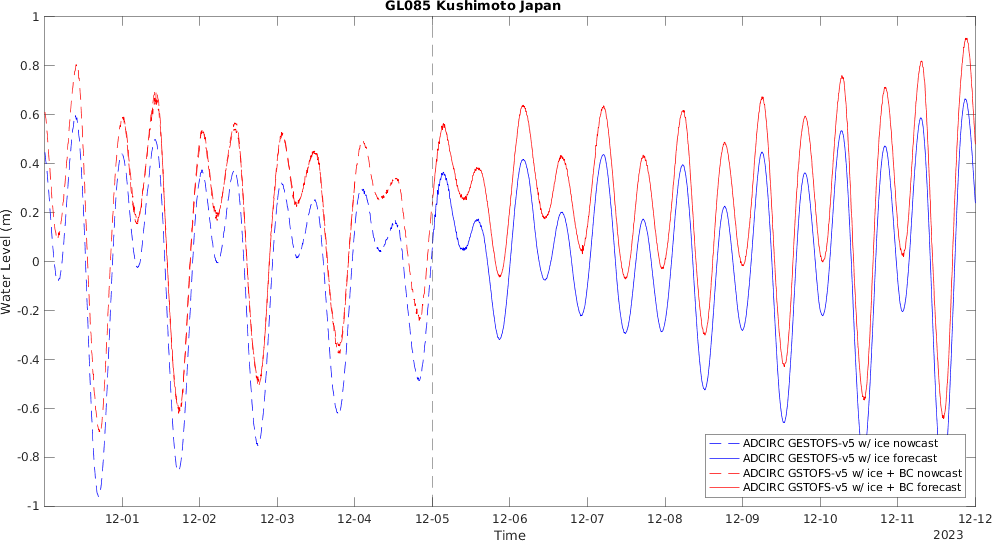 GL085 Kushimoto Japan
1
0.8
0.6
0.4
0.2
0
-0.2
-0.4
-0.6
-0.8
-1
Water Level (m)
ADCIRC GESTOFS-v5 w/ ice nowcast
ADCIRC GESTOFS-v5 w/ ice forecast
ADCIRC GSTOFS-v5 w/ ice + BC nowcast
ADCIRC GSTOFS-v5 w/ ice + BC forecast
12-01 12-02 12-03 12-04 12-05 12-06 12-07 12-08 12-09 12-10 12-11 12-12
Time
2023